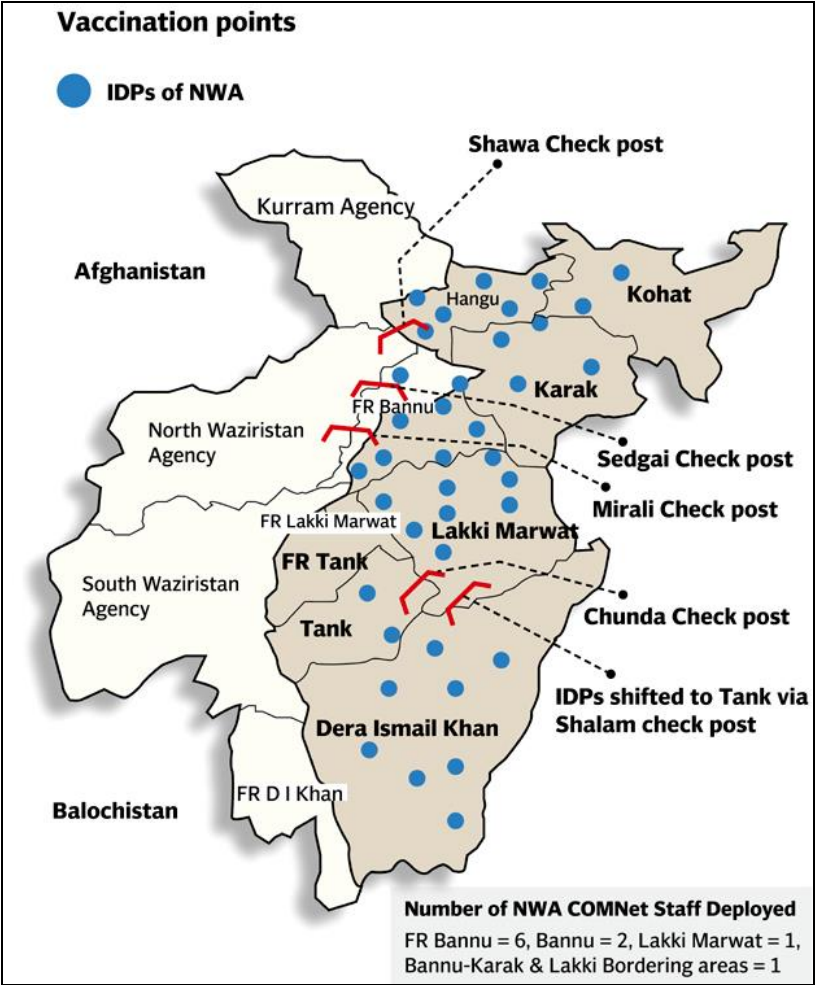 Vaccination points
IDPs of NWA
Shawa Check post
Kurram Agency
Afghanistan
Hangu
Kohat
Karak
FR Bannu
North Waziristan
Agency
Sedgai Check post
Mirali Check post
FR Lakki Marwat
Lakki Marwat
FR Tank
South Waziristan
Agency
Chunda Check post
Tank
IDPs shifted to Tank via
Shalam check post
Dera Ismail Khan
FR D I Khan
Balochistan
Number of NWA COMNet Staff Deployed
FR Bannu = 6, Bannu = 2, Lakki Marwat = 1,
Bannu-Karak & Lakki Bordering areas = 1